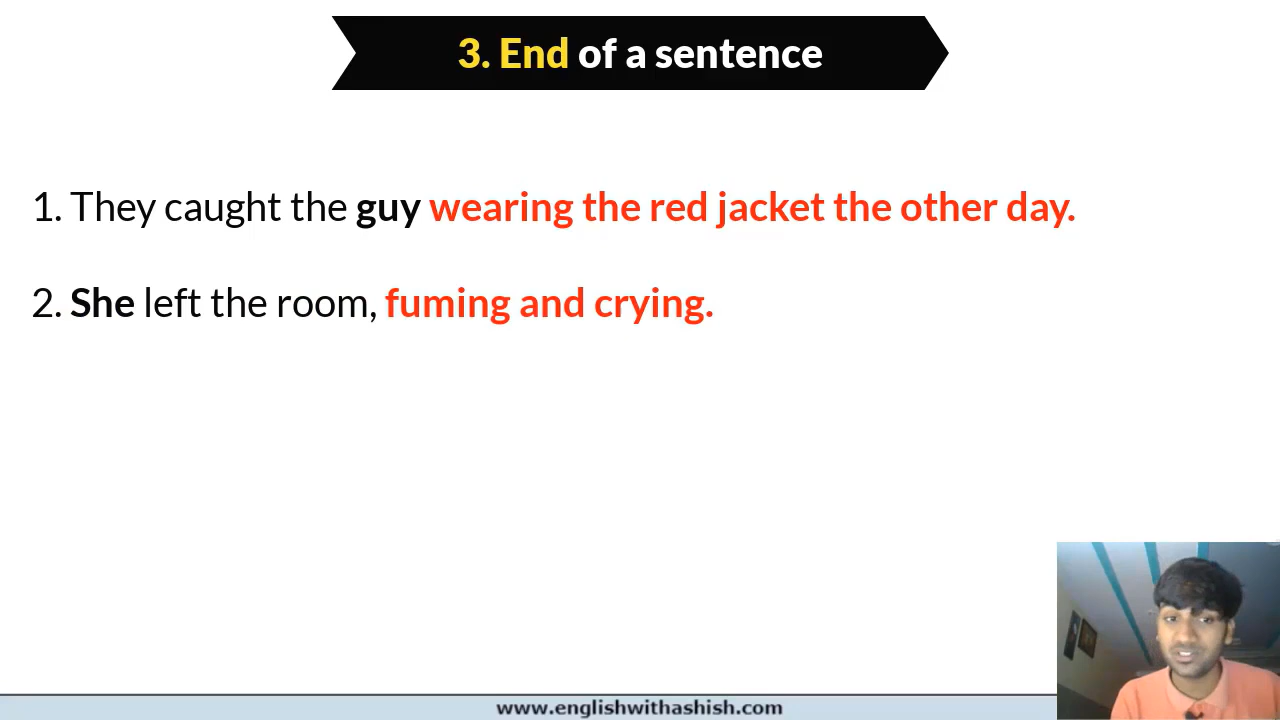 3. End of a sentence
1. They caught the guy wearing the red jacket the other day.
2. She left the room, fuming and crying.
www.englishwithashish.com